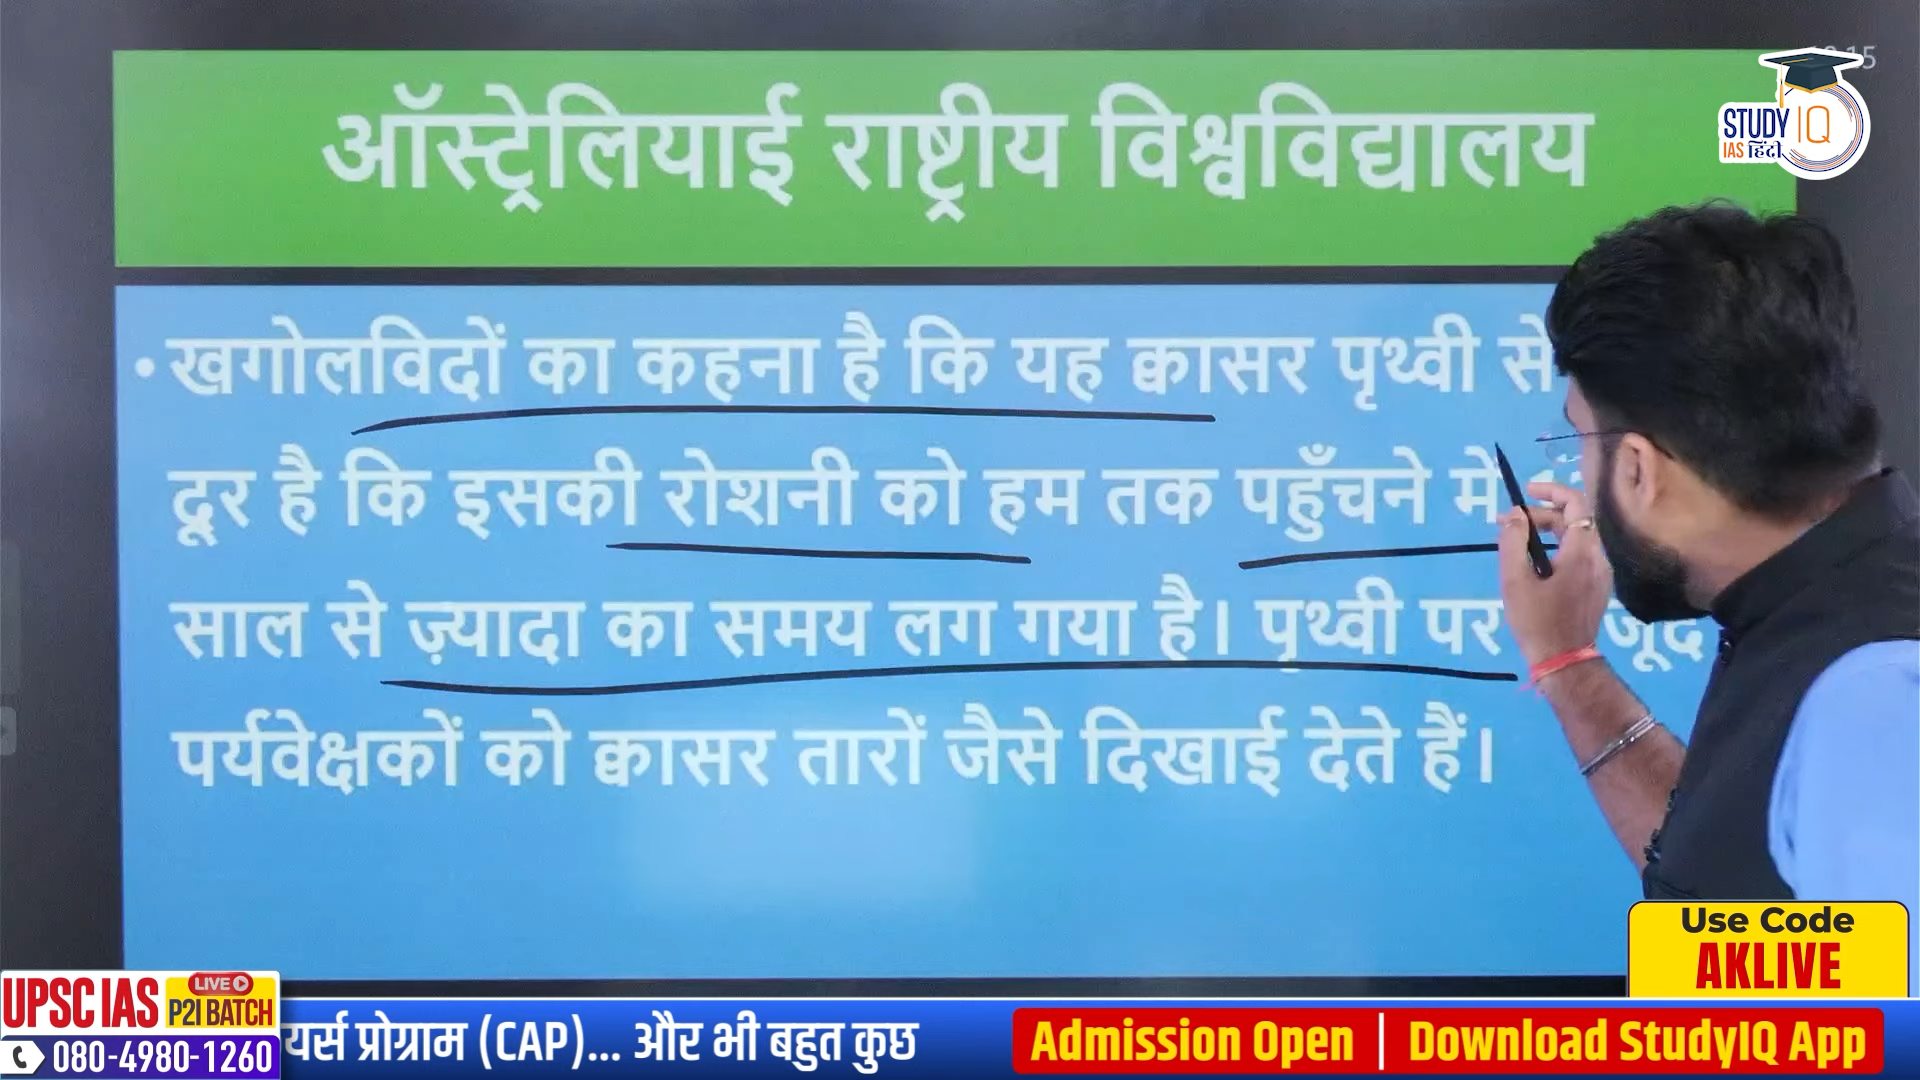 ऑस्ट्रेलियाई राष्ट्रीय विश्वविद्यालय
STUDY IQ
IAS हिंदी
• खगोलविदों का कहना है कि यह क्वासर पृथ्वी से
दूर है कि इसकी रोशनी को हम तक पहुँचने में
साल से ज़्यादा का समय लग गया है। पृथ्वी पर
पर्यवेक्षकों को क्वासर तारों जैसे दिखाई देते हैं।
Use Code
AKLIVE
UPSC IAS
LIVE
P2I BATCH
080-4980-1260
यर्स प्रोग्राम (CAP)... और भी बहुत कुछ
Admission Open | Download StudyIQ App